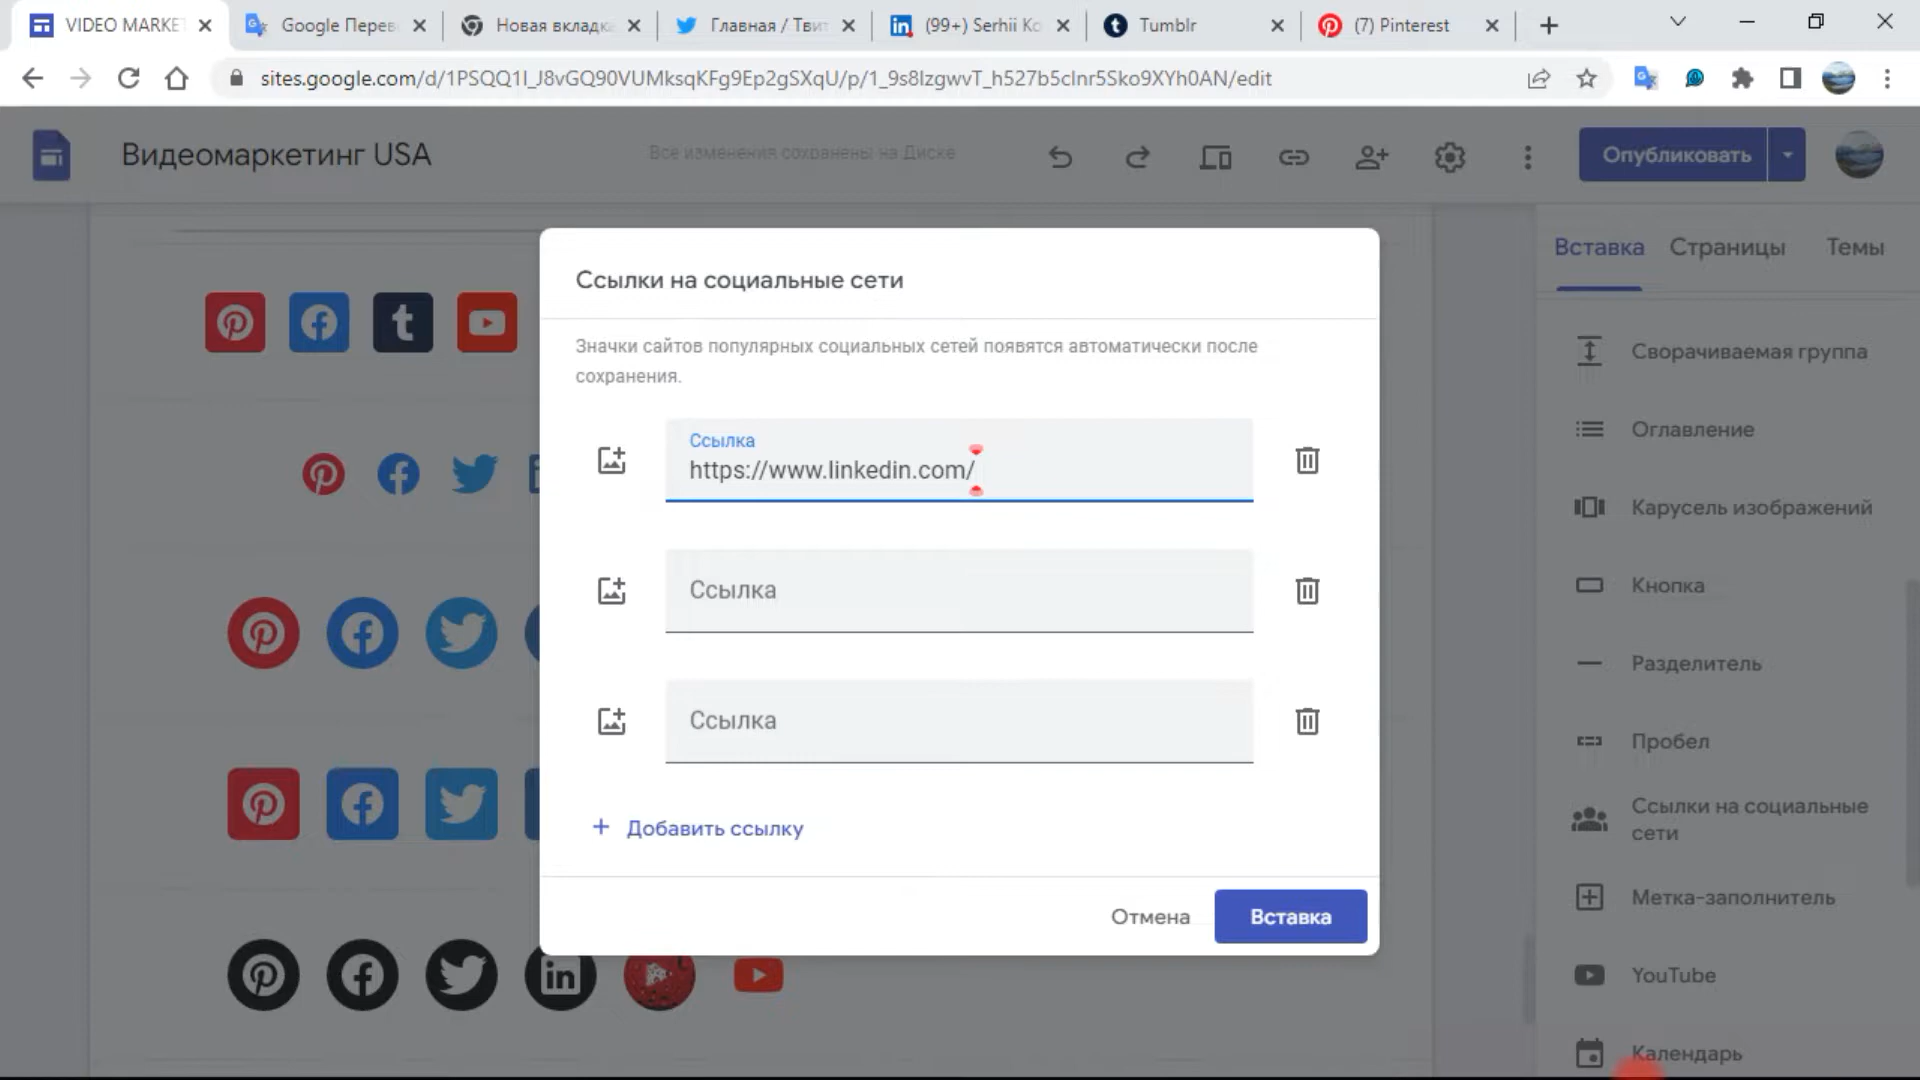 VIDEO MARKE
Google Перев
Новая вкладк
Главная / Твит
(99+) Serhii Ko
Tumblr
(7) Pinterest
sites.google.com/d/1PSQQ1I_J8vGQ90VUMksqKFg9Ep2gSXqU/p/1_9s8IzgwvT_h527b5cInr5Sko9XYh0AN/edit
Видеомаркетинг USA
Все изменения сохранены на Диске
Опубликовать
Вставка
Страницы
Темы
Ссылки на социальные сети
Значки сайтов популярных социальных сетей появятся автоматически после
сохранения.
Ссылка
https://www.linkedin.com/
Ссылка
Ссылка
+ Добавить ссылку
Отмена
Вставка
Сворачиваемая группа
Оглавление
Карусель изображений
Кнопка
Разделитель
Пробел
Ссылки на социальные
сети
Метка-заполнитель
YouTube
Календарь